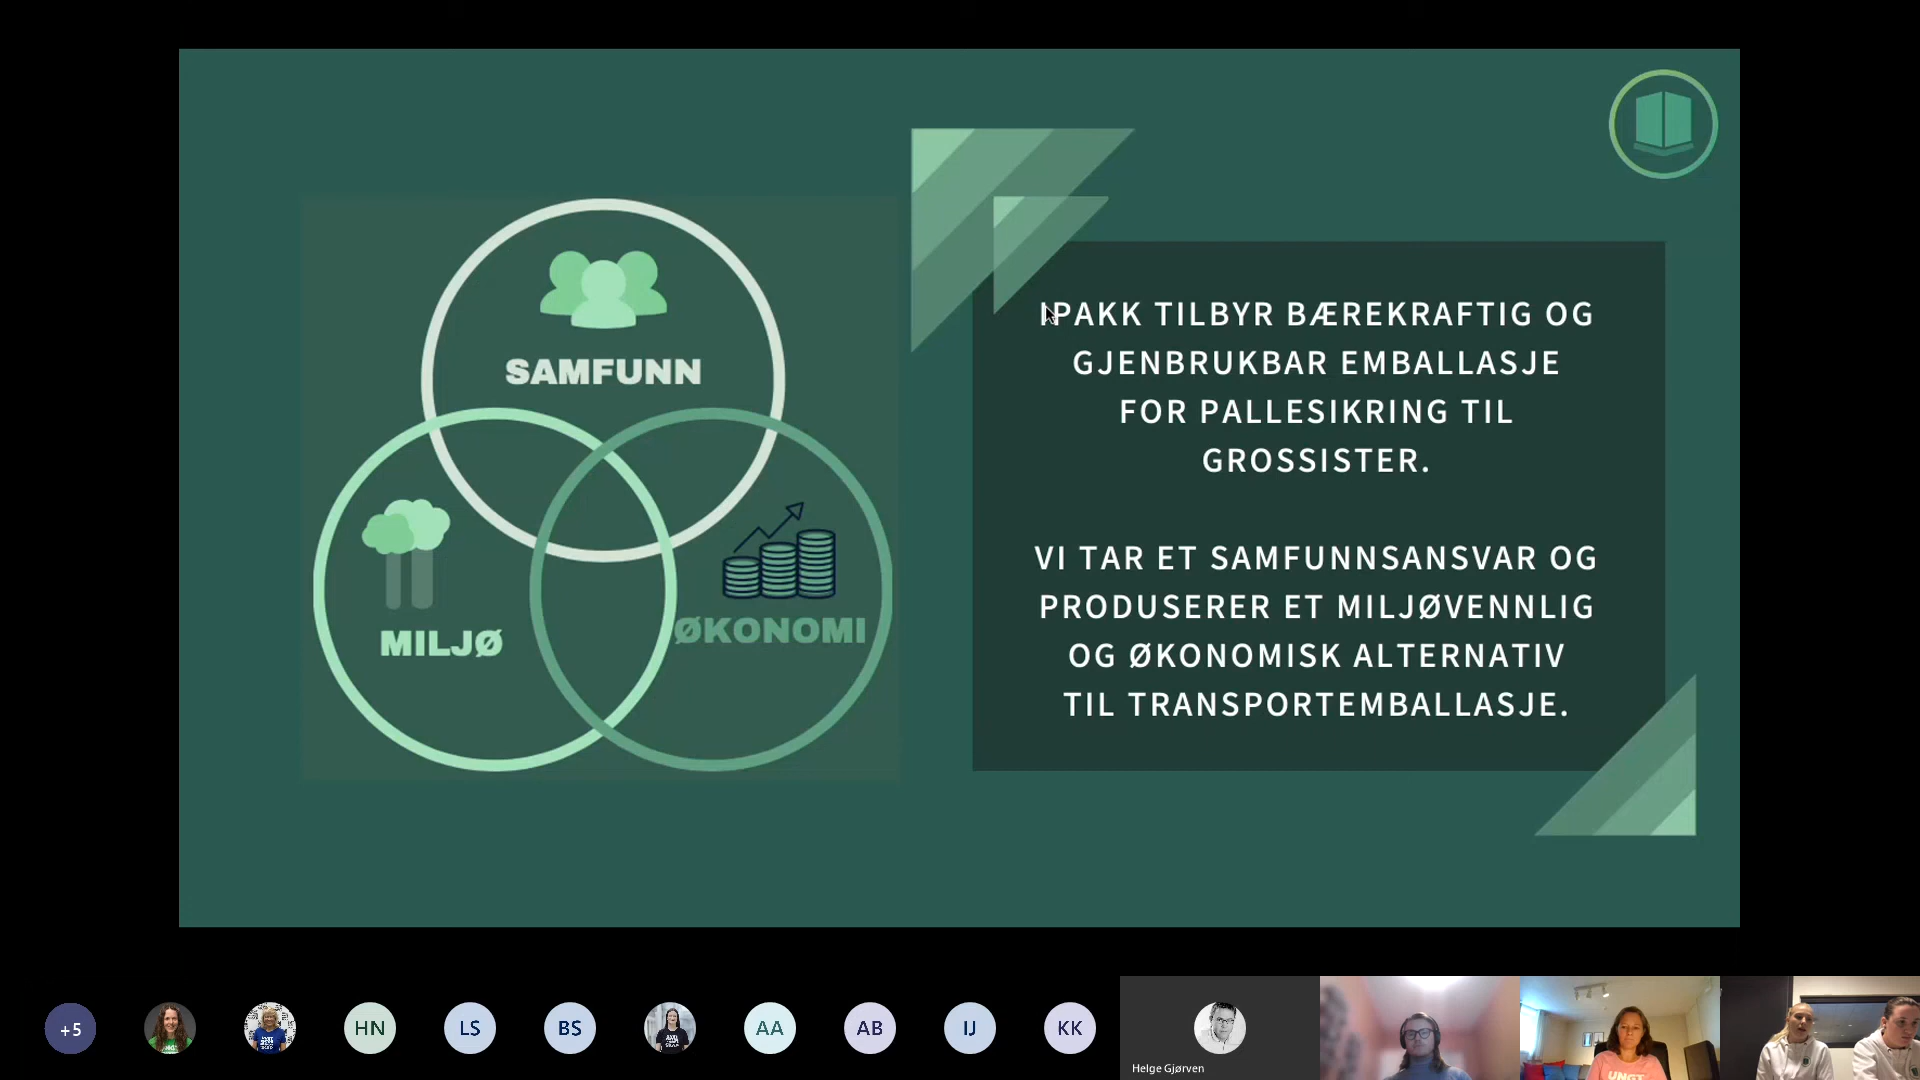 SAMFUNN
MILJØ
ØKONOMI
IPAKK TILBYR BÆREKRAFTIG OG
GJENBRUKBAR EMBALLASJE
FOR PALLESIKRING TIL
GROSSISTER.
VI TAR ET SAMFUNNSANSVAR OG
PRODUSERER ET MILJØVENNLIG
OG ØKONOMISK ALTERNATIV
TIL TRANSPORTEMBALLASJE.
+5
HN
LS
BS
AA
AB
IJ
KK
Helge Gjørven
UNGT